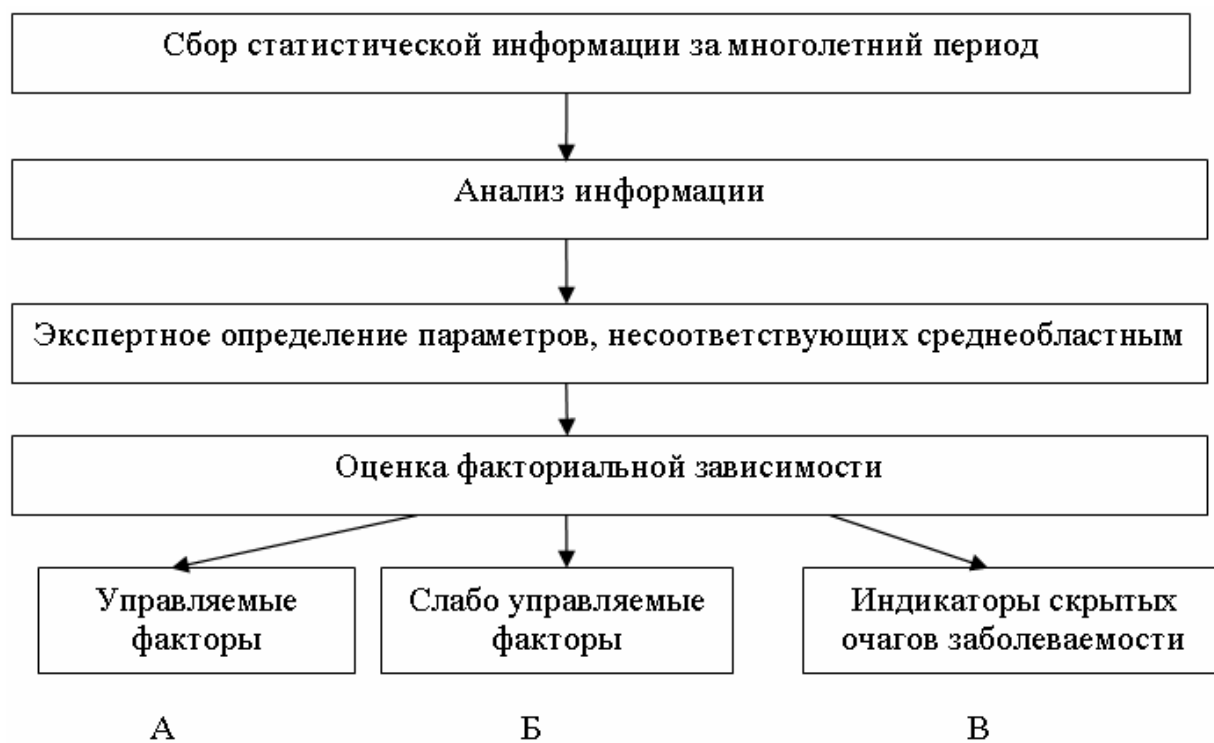 Сбор статистической информации за многолетний период
Анализ информации
Экспертное определение параметров, несоответствующих среднеобластным
Оценка факториальной зависимости
Управляемые
факторы
Слабо управляемые
факторы
Индикаторы скрытых
очагов заболеваемости
А
Б
В